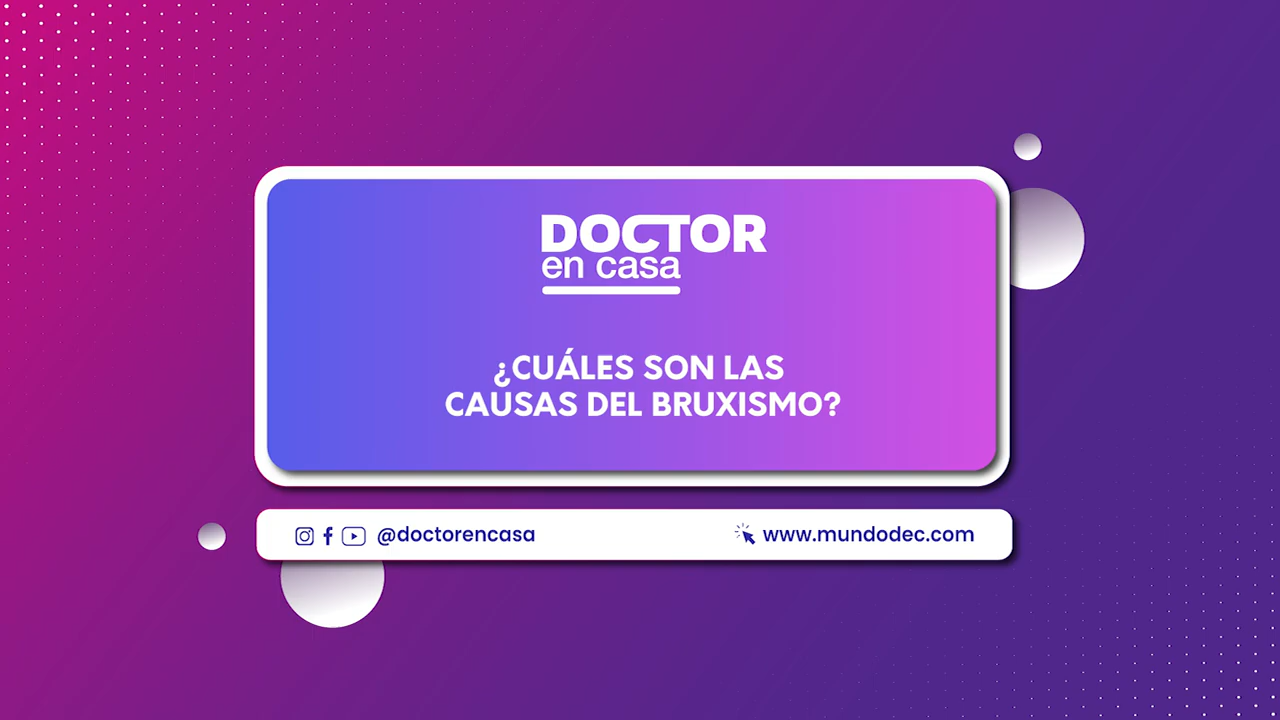 DOCTOR
en casa
¿CUÁLES SON LAS
CAUSAS DEL BRUXISMO?
@doctorencasa
www.mundodec.com